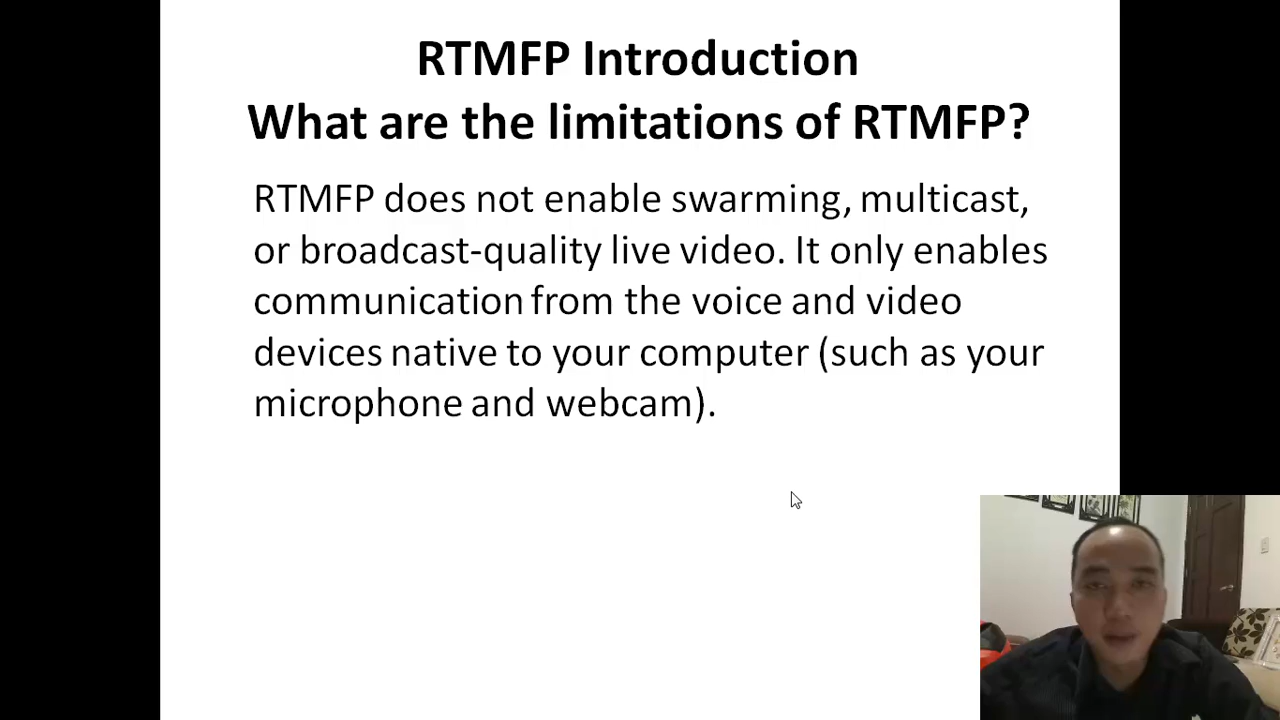 RTMFP Introduction
What are the limitations of RTMFP?
RTMFP does not enable swarming, multicast,
or broadcast-quality live video. It only enables
communication from the voice and video
devices native to your computer (such as your
microphone and webcam).